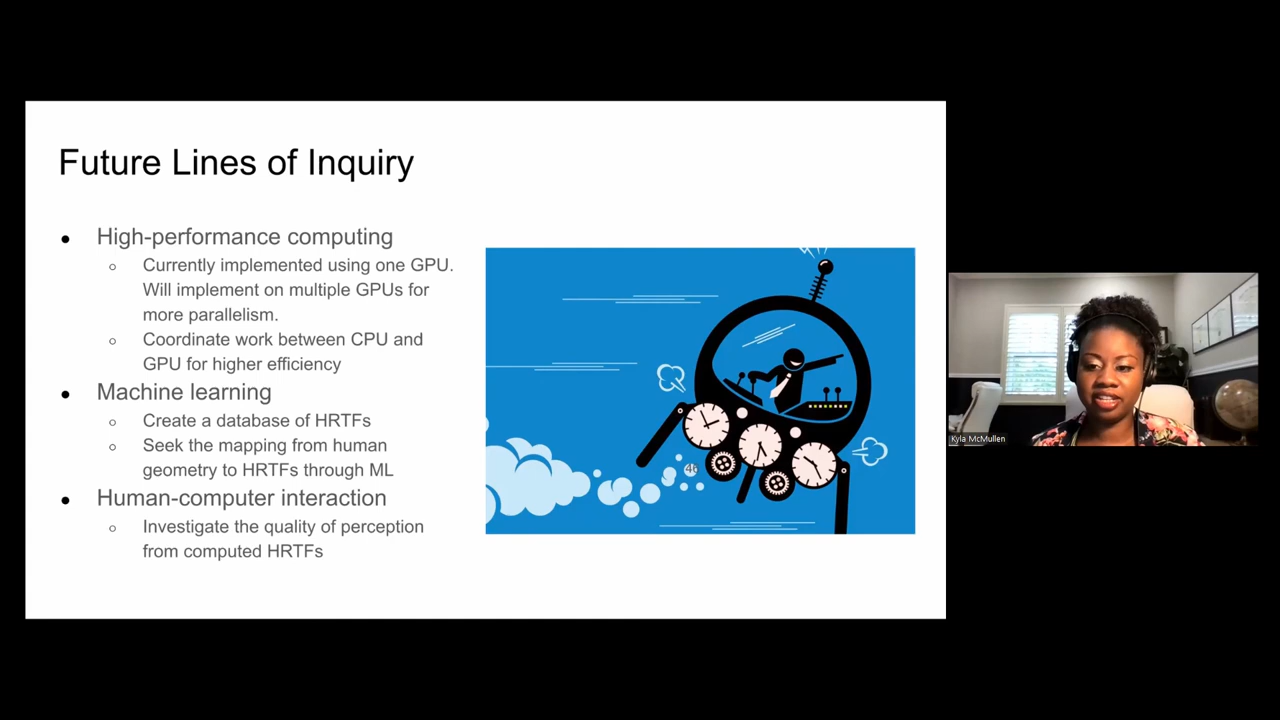 Future Lines of Inquiry
● High-performance computing
○ Currently implemented using one GPU.
Will implement on multiple GPUs for
more parallelism.
○ Coordinate work between CPU and
GPU for higher efficiency
● Machine learning
○ Create a database of HRTFs
○ Seek the mapping from human
geometry to HRTFs through ML
● Human-computer interaction
○ Investigate the quality of perception
from computed HRTFs
46
Kyla McMullen